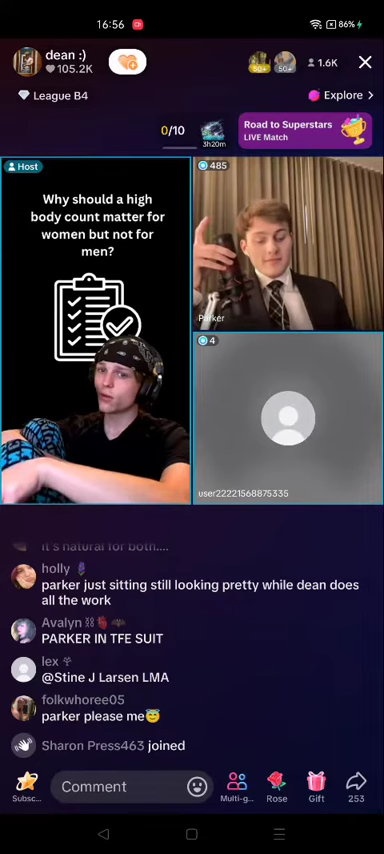 16:56
86%
dean :)
105.2K
50+
50+
1.6K
League B4
Explore
0/10
3h20m
Road to Superstars
LIVE Match
Host
Why should a high
body count matter for
women but not for
men?
485
Parker
4
user22221568875335
it's natural for both....
holly
parker just sitting still looking pretty while dean does
all the work
Avalyn
PARKER IN TFE SUIT
lex
@Stine J Larsen LMA
folkwhoree05
parker please me
Sharon Press463 joined
Subsc...
Comment
Multi-g...
Rose
Gift
253